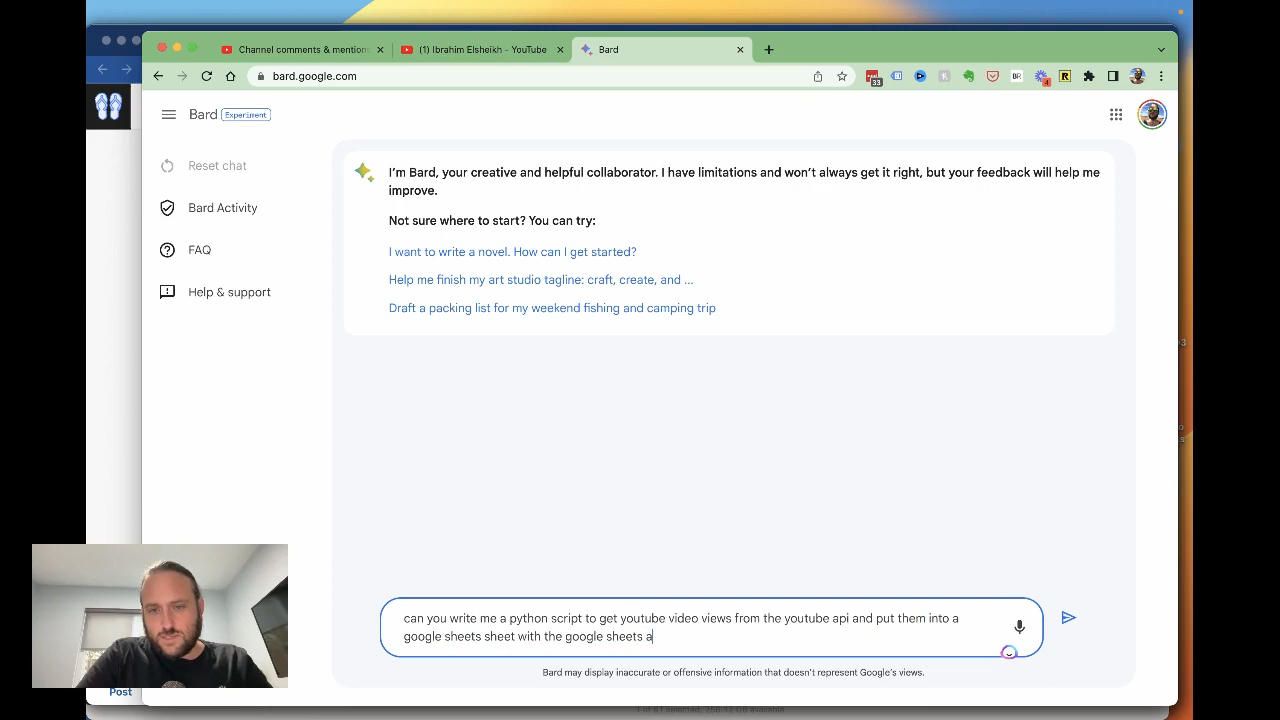 Channel comments & mention
(1) Ibrahim Elsheikh - YouTube
Bard
bard.google.com
33
BR
R
4
Bard
Experiment
Reset chat
Bard Activity
FAQ
Help & support
I'm Bard, your creative and helpful collaborator. I have limitations and won't always get it right, but your feedback will help me
improve.
Not sure where to start? You can try:
I want to write a novel. How can I get started?
Help me finish my art studio tagline: craft, create, and ...
Draft a packing list for my weekend fishing and camping trip
can you write me a python script to get youtube video views from the youtube api and put them into a
google sheets sheet with the google sheets a
Bard may display inaccurate or offensive information that doesn't represent Google's views.
Post